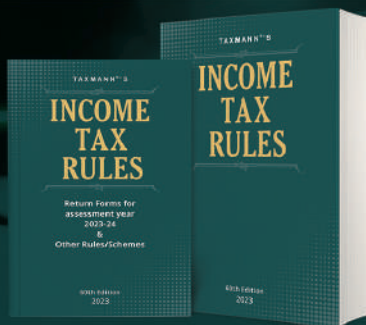 TAXMANN®'S
INCOME
TAX
RULES
Return Forms for
assessment year
2023-24
&
Other Rules/Schemes
60th Edition
2023
TAXMANN®'S
INCOME
TAX
RULES
60th Edition
2023